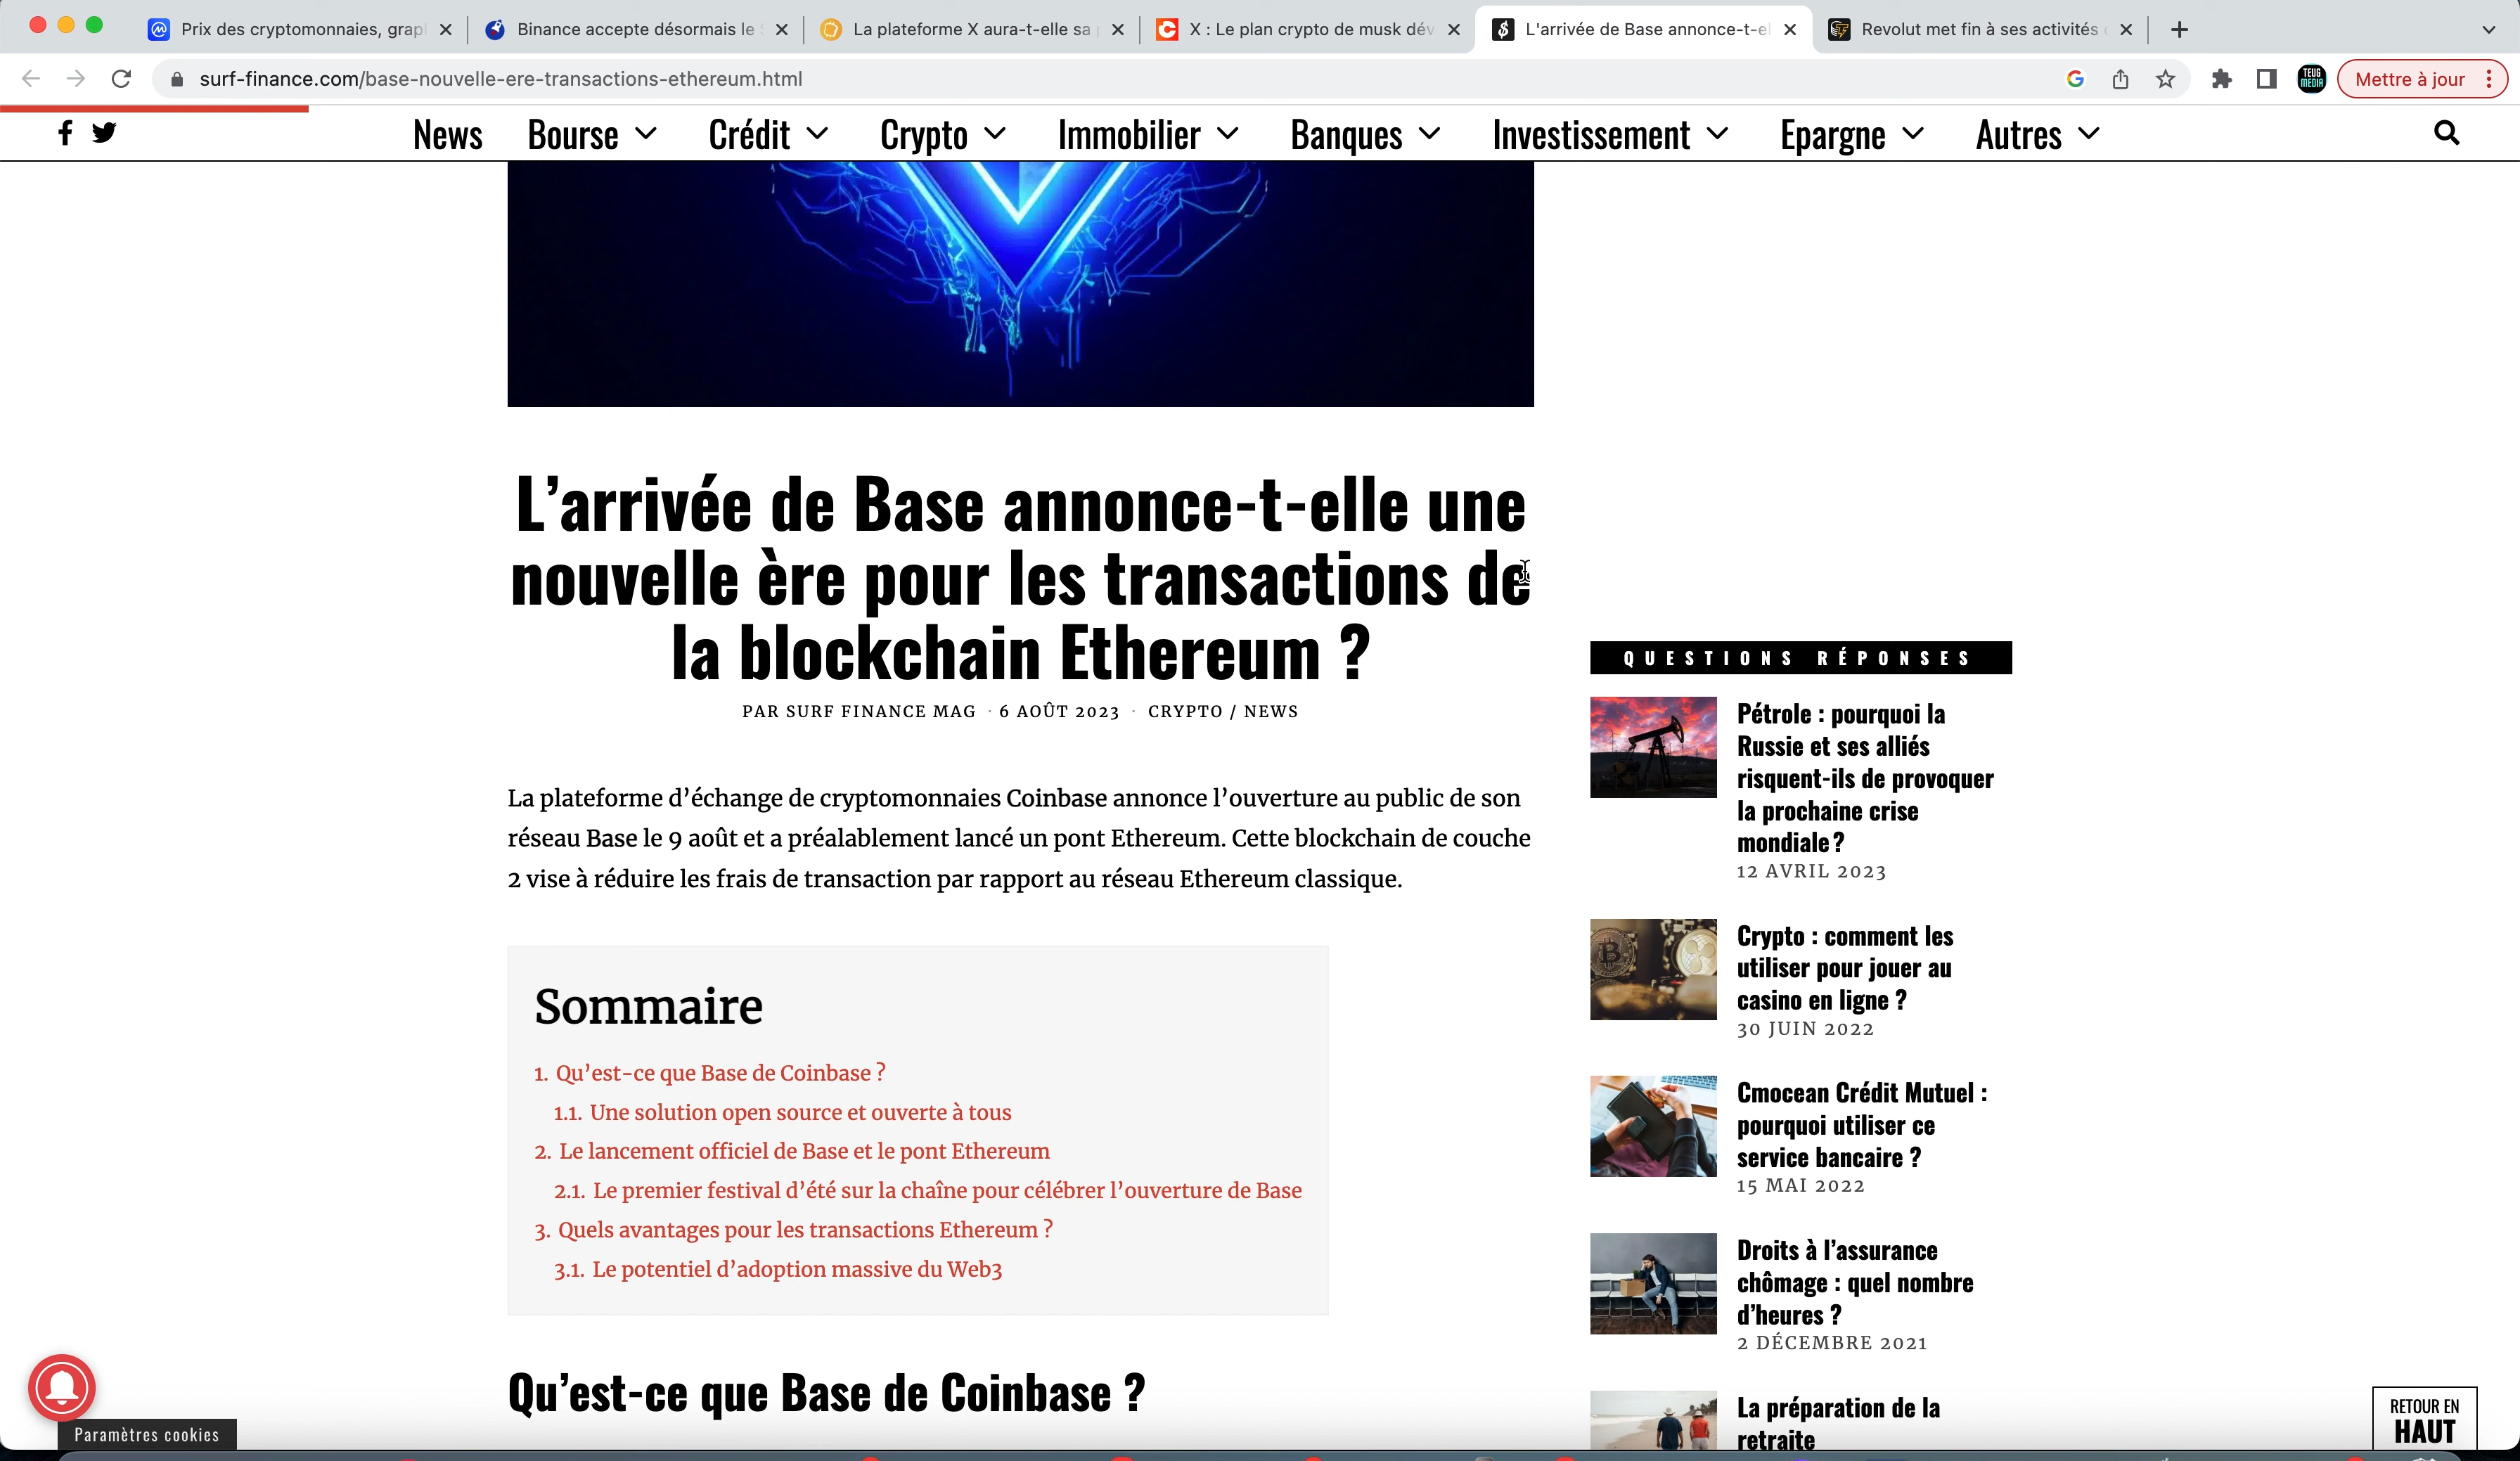 Prix des cryptomonnaies, grap
Binance accepte désormais le
La plateforme X aura-t-elle sa
X : Le plan crypto de musk dév
L'arrivée de Base annonce-t-el
Revolut met fin à ses activités
surf-finance.com/base-nouvelle-ere-transactions-ethereum.html
TEUG
MEDIA
Mettre à jour
News
Bourse
Crédit
Crypto
Immobilier
Banques
Investissement
Epargne
Autres
L'arrivée de Base annonce-t-elle une
nouvelle ère pour les transactions de
la blockchain Ethereum ?
PAR SURF FINANCE MAG · 6 AOÛT 2023 · CRYPTO / NEWS
La plateforme d'échange de cryptomonnaies Coinbase annonce l'ouverture au public de son
réseau Base le 9 août et a préalablement lancé un pont Ethereum. Cette blockchain de couche
2 vise à réduire les frais de transaction par rapport au réseau Ethereum classique.
Sommaire
1. Qu'est-ce que Base de Coinbase ?
1.1. Une solution open source et ouverte à tous
2. Le lancement officiel de Base et le pont Ethereum
2.1. Le premier festival d'été sur la chaîne pour célébrer l'ouverture de Base
3. Quels avantages pour les transactions Ethereum ?
3.1. Le potentiel d'adoption massive du Web3
Qu'est-ce que Base de Coinbase ?
QUESTIONS RÉPONSES
Pétrole : pourquoi la
Russie et ses alliés
risquent-ils de provoquer
la prochaine crise
mondiale ?
12 AVRIL 2023
Crypto : comment les
utiliser pour jouer au
casino en ligne ?
30 JUIN 2022
Cmocean Crédit Mutuel :
pourquoi utiliser ce
service bancaire ?
15 MAI 2022
Droits à l'assurance
chômage : quel nombre
d'heures ?
2 DÉCEMBRE 2021
La préparation de la
retraite
Paramètres cookies
RETOUR EN
HAUT